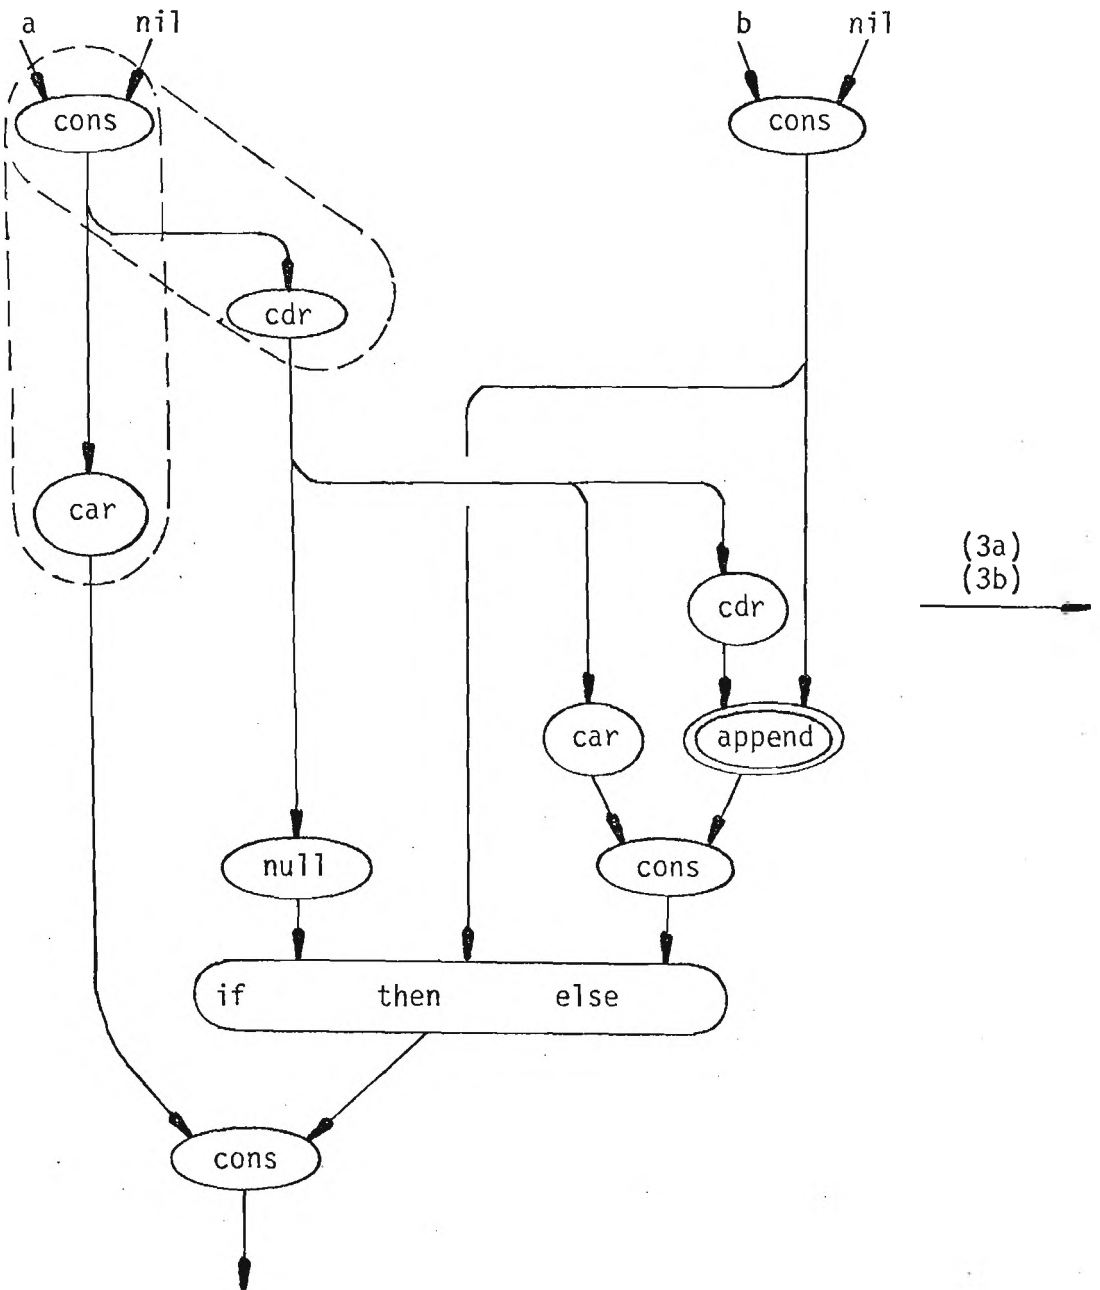 a nil b nil
cons cons
cdr
car
(3a)
(3b)
cdr
car append
null cons
if then else
cons